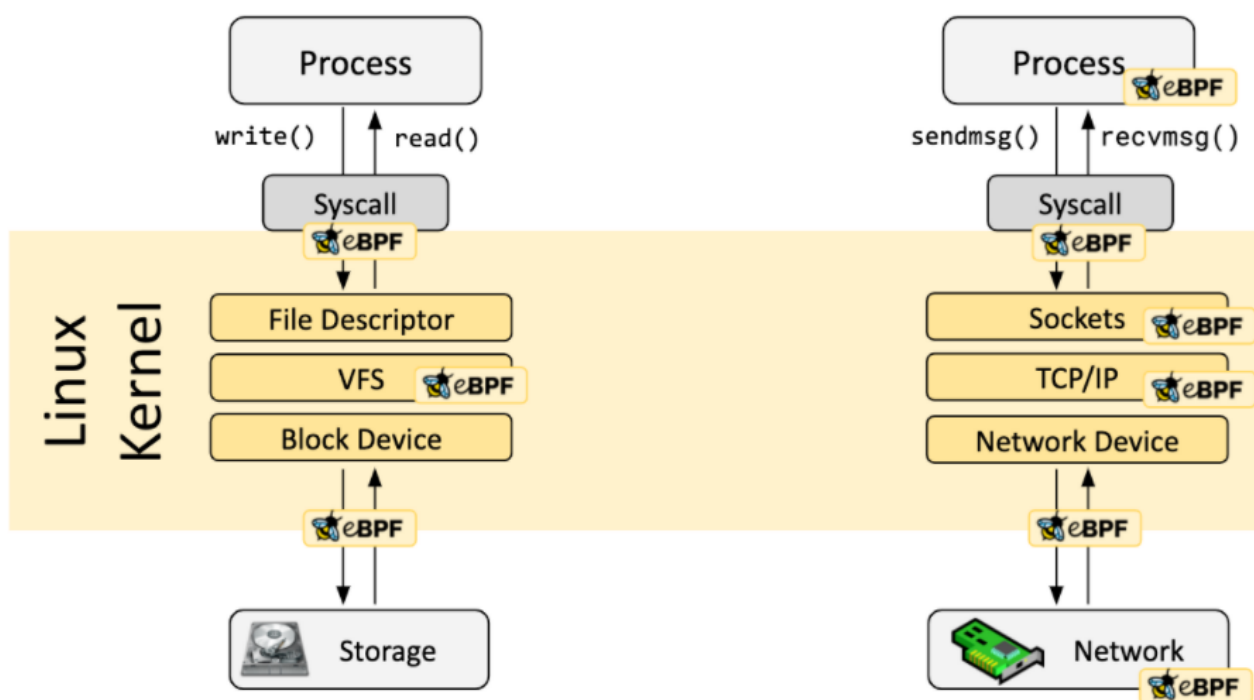 Process
write()
read()
Syscall
eBPF
File Descriptor
VFS
eBPF
Block Device
eBPF
Storage
Linux
Kernel
Process
eBPF
sendmsg()
recvmsg()
Syscall
eBPF
Sockets
eBPF
TCP/IP
eBPF
Network Device
eBPF
Network
eBPF